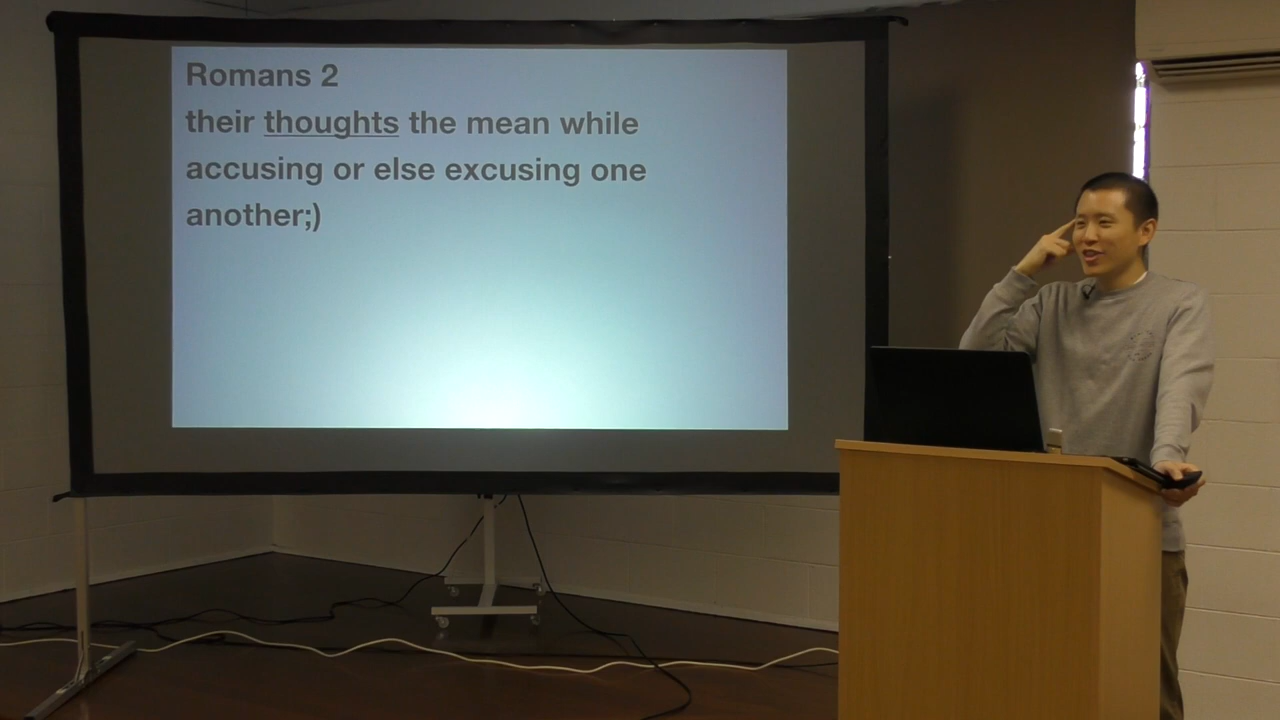 Romans 2
their thoughts the mean while
accusing or else excusing one
another;)